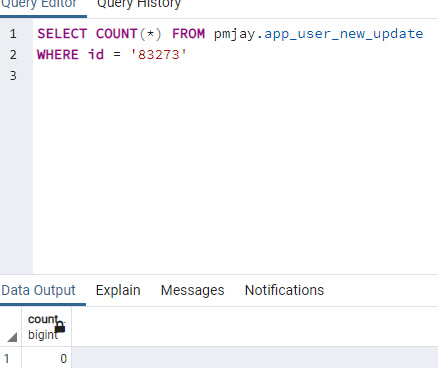 Query Editor Query History
1 SELECT COUNT(*) FROM pmjay.app_user_new_update
2 WHERE id = '83273'
3
Data Output Explain Messages Notifications
count
bigint
1 0